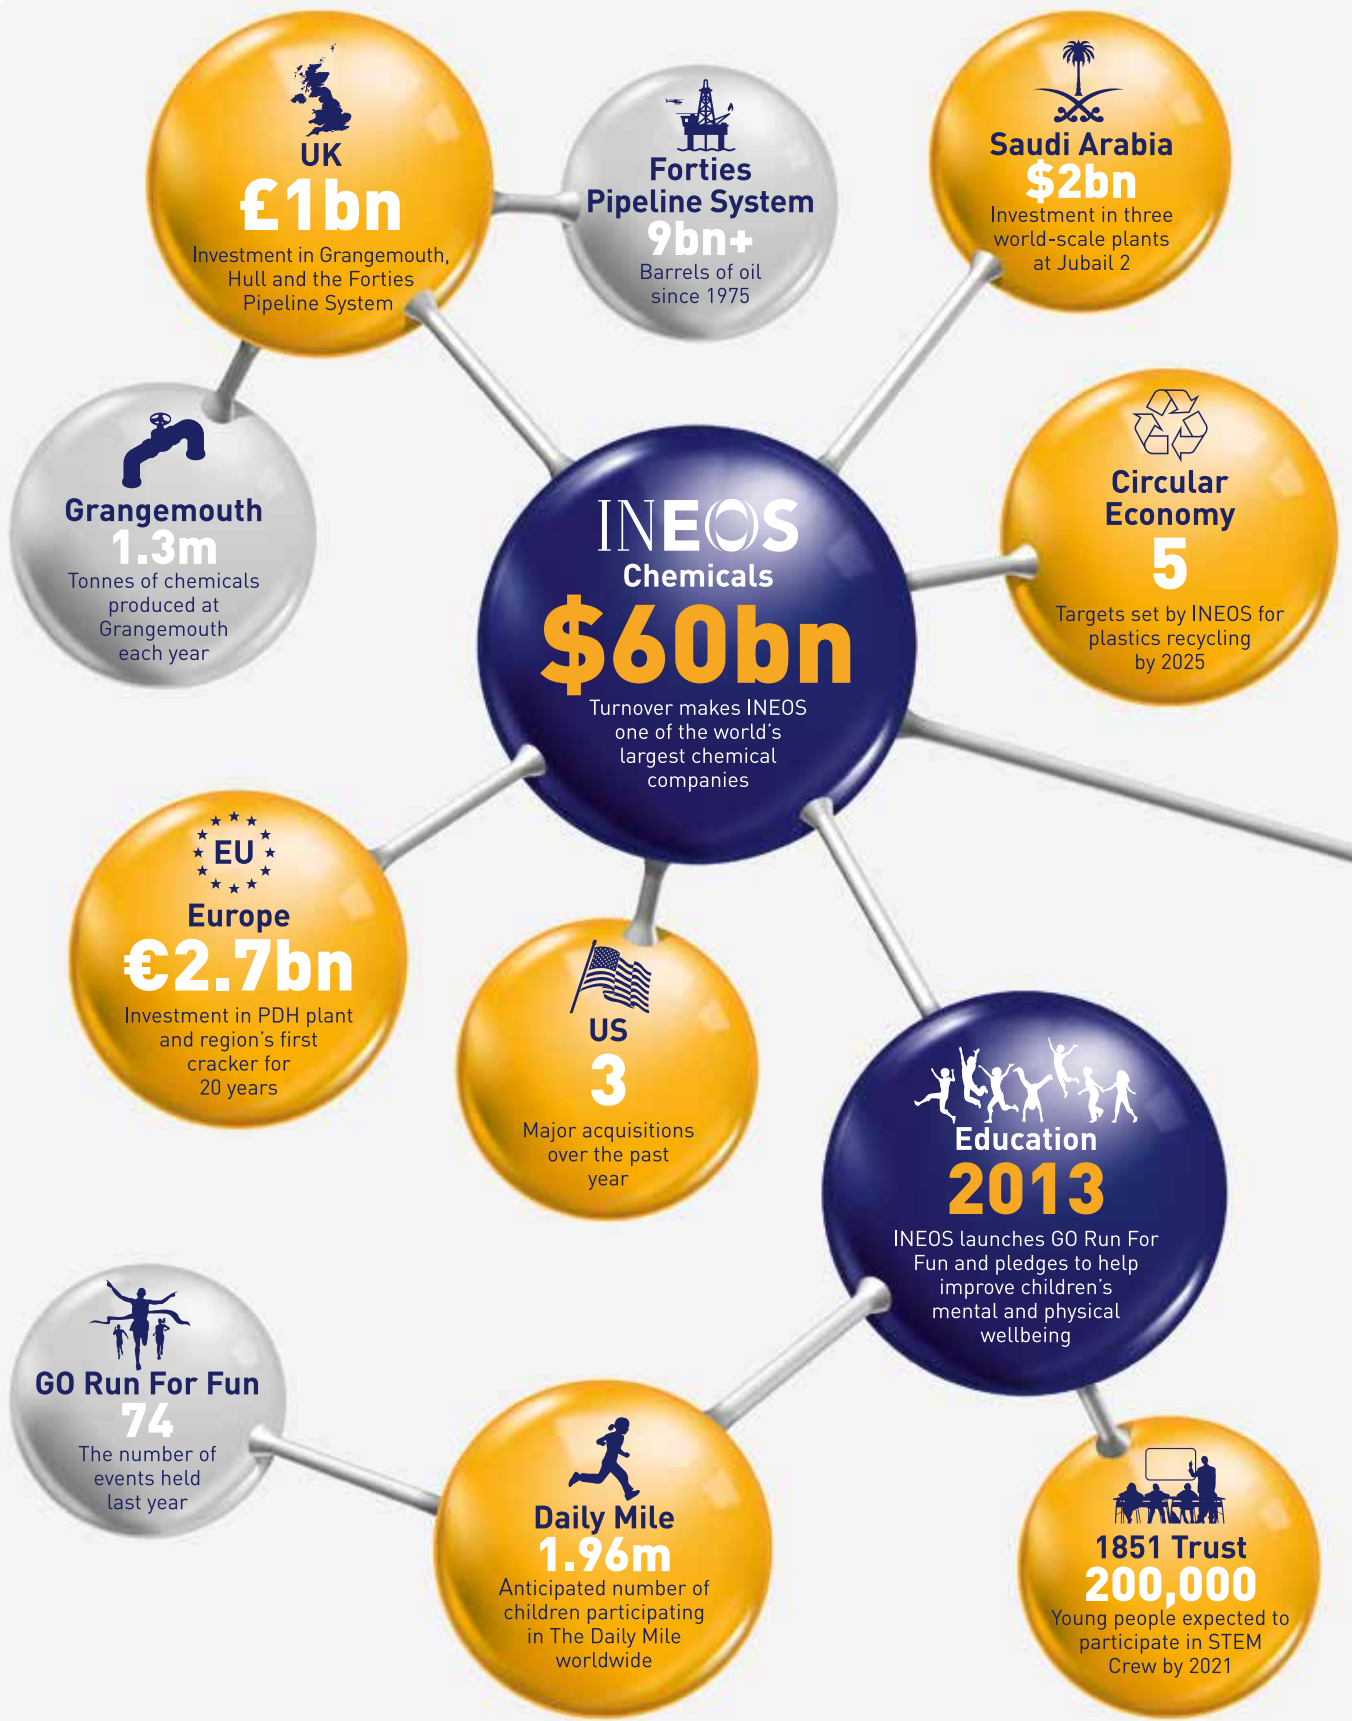 UK
£1bn
Investment in Grangemouth,
Hull and the Forties
Pipeline System
Forties
Pipeline System
9bn+
Barrels of oil
since 1975
Saudi Arabia
$2bn
Investment in three
world-scale plants
at Jubail 2
Grangemouth
1.3m
Tonnes of chemicals
produced at
Grangemouth
each year
INEOS
Chemicals
$60bn
Turnover makes INEOS
one of the world's
largest chemical
companies
Circular
Economy
5
Targets set by INEOS for
plastics recycling
by 2025
EU
Europe
€2.7bn
Investment in PDH plant
and region's first
cracker for
20 years
US
3
Major acquisitions
over the past
year
Education
2013
INEOS launches GO Run For
Fun and pledges to help
improve children's
mental and physical
wellbeing
GO Run For Fun
74
The number of
events held
last year
Daily Mile
1.96m
Anticipated number of
children participating
in The Daily Mile
worldwide
1851 Trust
200,000
Young people expected to
participate in STEM
Crew by 2021